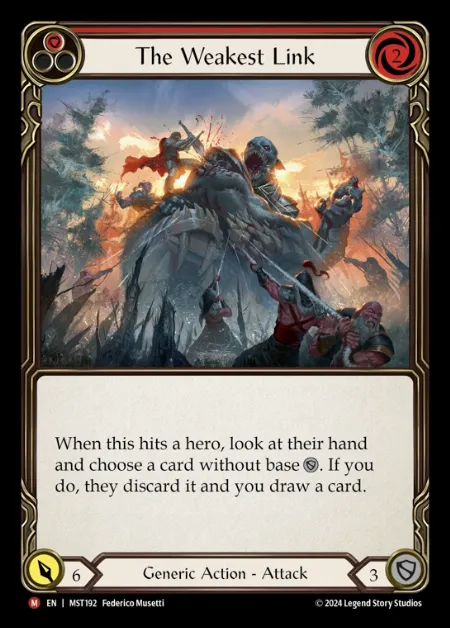 The Weakest Link
2
When this hits a hero, look at their hand
and choose a card without base . If you
do, they discard it and you draw a card.
6
Generic Action - Attack
3
M EN | MST192 Federico Musetti
© 2024 Legend Story Studios